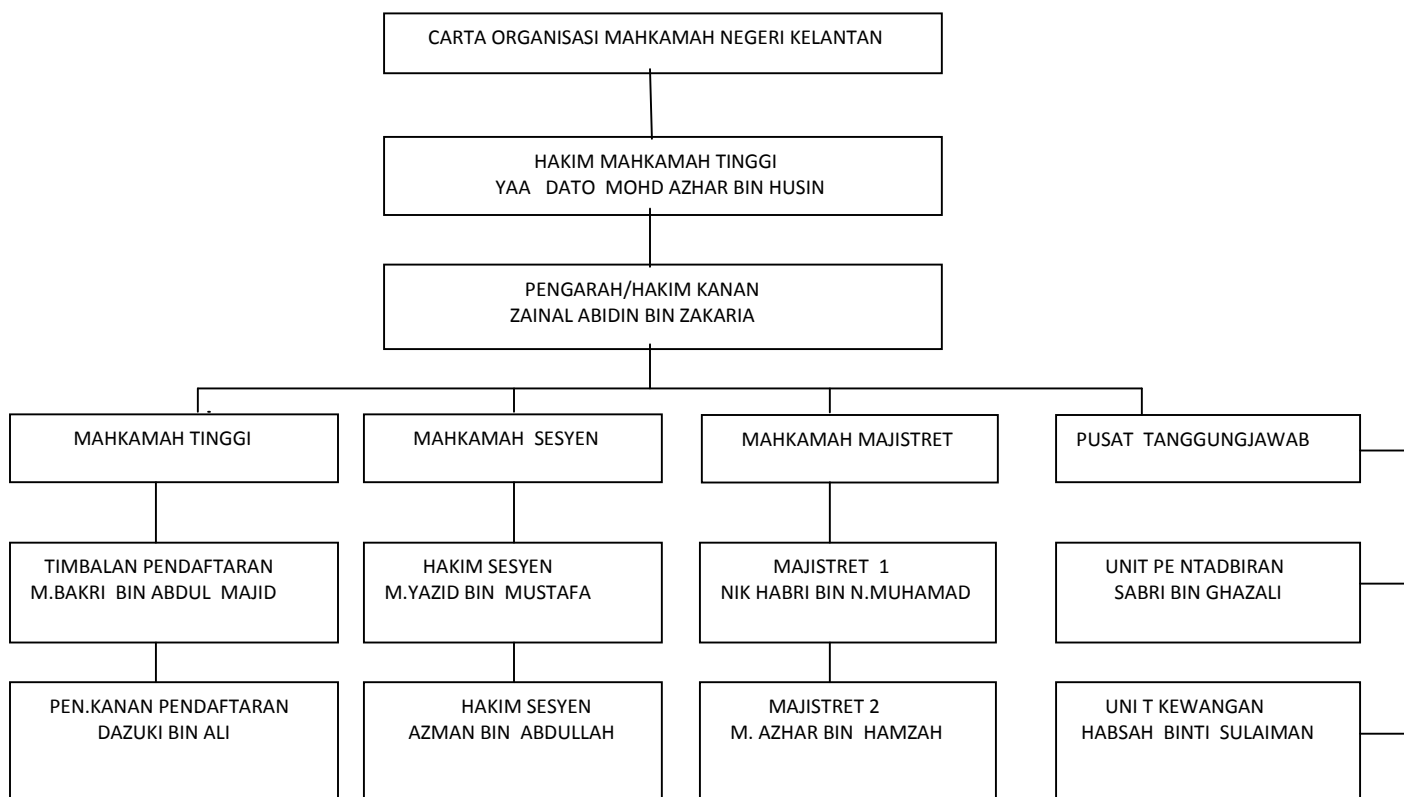 CARTA ORGANISASI MAHKAMAH NEGERI KELANTAN
HAKIM MAHKAMAH TINGGI
YAA DATO MOHD AZHAR BIN HUSIN
PENGARAH/HAKIM KANAN
ZAINAL ABIDIN BIN ZAKARIA
MAHKAMAH TINGGI
MAHKAMAH SESYEN
MAHKAMAH MAJISTRET
PUSAT TANGGUNGJAWAB
TIMBALAN PENDAFTARAN
M.BAKRI BIN ABDUL MAJID
HAKIM SESYEN
M.YAZID BIN MUSTAFA
MAJISTRET 1
NIK HABRI BIN N.MUHAMAD
UNIT PE NTADBIRAN
SABRI BIN GHAZALI
PEN.KANAN PENDAFTARAN
DAZUKI BIN ALI
HAKIM SESYEN
AZMAN BIN ABDULLAH
MAJISTRET 2
M. AZHAR BIN HAMZAH
UNI T KEWANGAN
HABSAH BINTI SULAIMAN